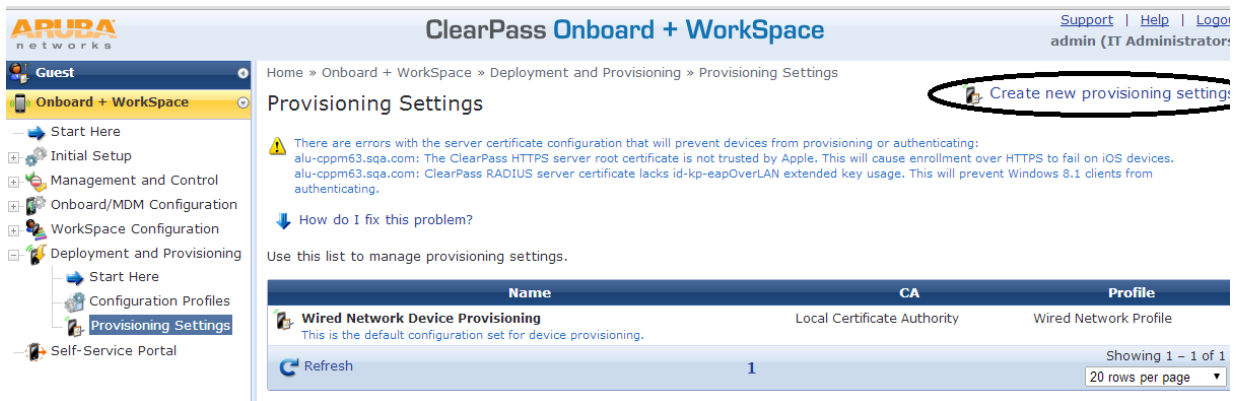 ARUBA
networks
ClearPass Onboard + WorkSpace
Support | Help | Logou
admin (IT Administrators
Guest
Onboard + WorkSpace
Start Here
Initial Setup
Management and Control
Onboard/MDM Configuration
WorkSpace Configuration
Deployment and Provisioning
Start Here
Configuration Profiles
Provisioning Settings
Self-Service Portal
Home » Onboard + WorkSpace » Deployment and Provisioning » Provisioning Settings
Provisioning Settings
Create new provisioning settings
There are errors with the server certificate configuration that will prevent devices from provisioning or authenticating:
alu-cppm63.sqa.com: The ClearPass HTTPS server root certificate is not trusted by Apple. This will cause enrollment over HTTPS to fail on iOS devices.
alu-cppm63.sqa.com: ClearPass RADIUS server certificate lacks id-kp-eapOverLAN extended key usage. This will prevent Windows 8.1 clients from
authenticating.
How do I fix this problem?
Use this list to manage provisioning settings.
Name CA Profile
Wired Network Device Provisioning Local Certificate Authority Wired Network Profile
This is the default configuration set for device provisioning.
Refresh 1 Showing 1 – 1 of 1
20 rows per page